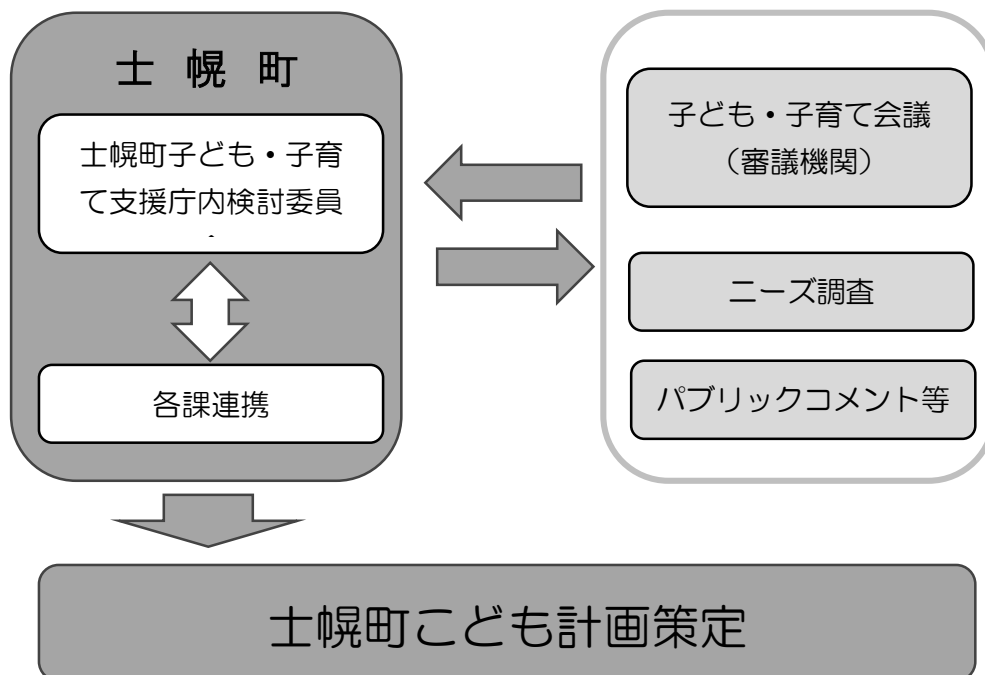 士 幌 町
士幌町子ども・子育
て支援庁内検討委員
各課連携
子ども・子育て会議
（審議機関）
ニーズ調査
パブリックコメント等
士幌町こども計画策定